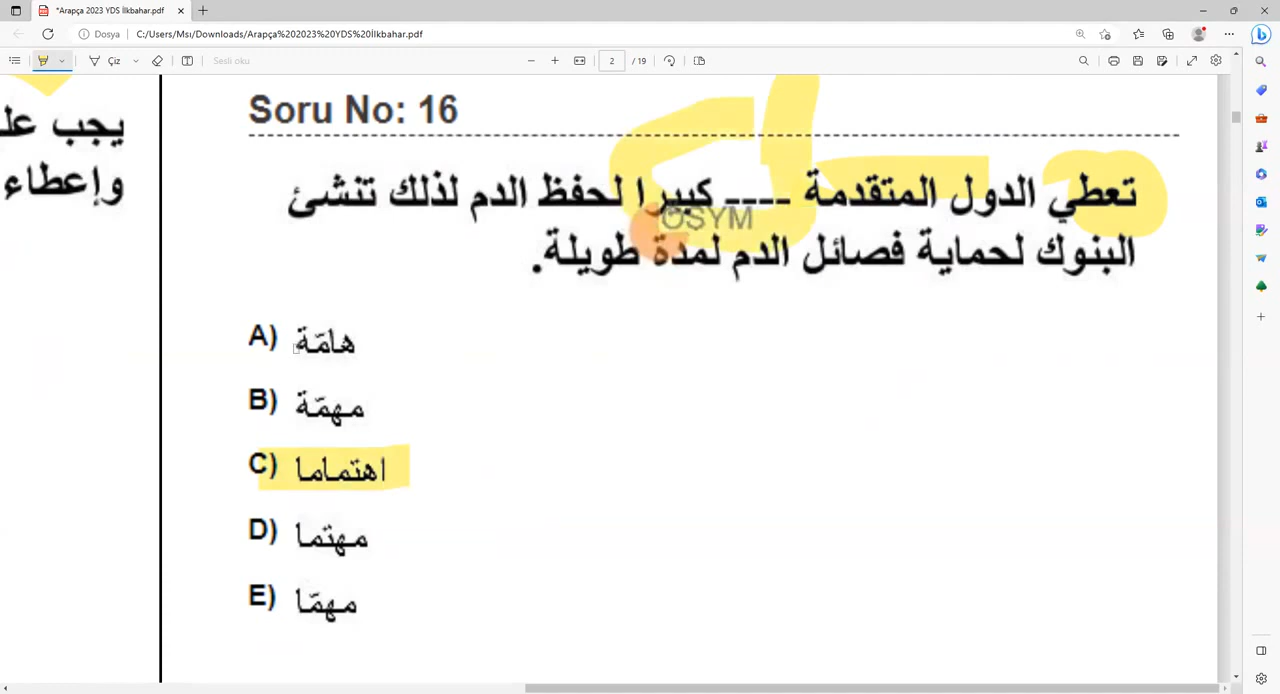 *Arapça 2023 YDS İlkbahar.pdf
Dosya
C:/Users/Msı/Downloads/Arapça%202023%20YDS%20İlkbahar.pdf
Çiz
Sesli oku
2 / 19
يجب عل
وإعطاء
Soru No: 16
تعطي الدول المتقدمة ---- كبيرا لحفظ الدم لذلك تنشئ
البنوك لحماية فصائل الدم لمدة طويلة.
ÖSYM
A) هامّة
B) مهمّة
C) اهتماما
D) مهتما
E) مهمّا